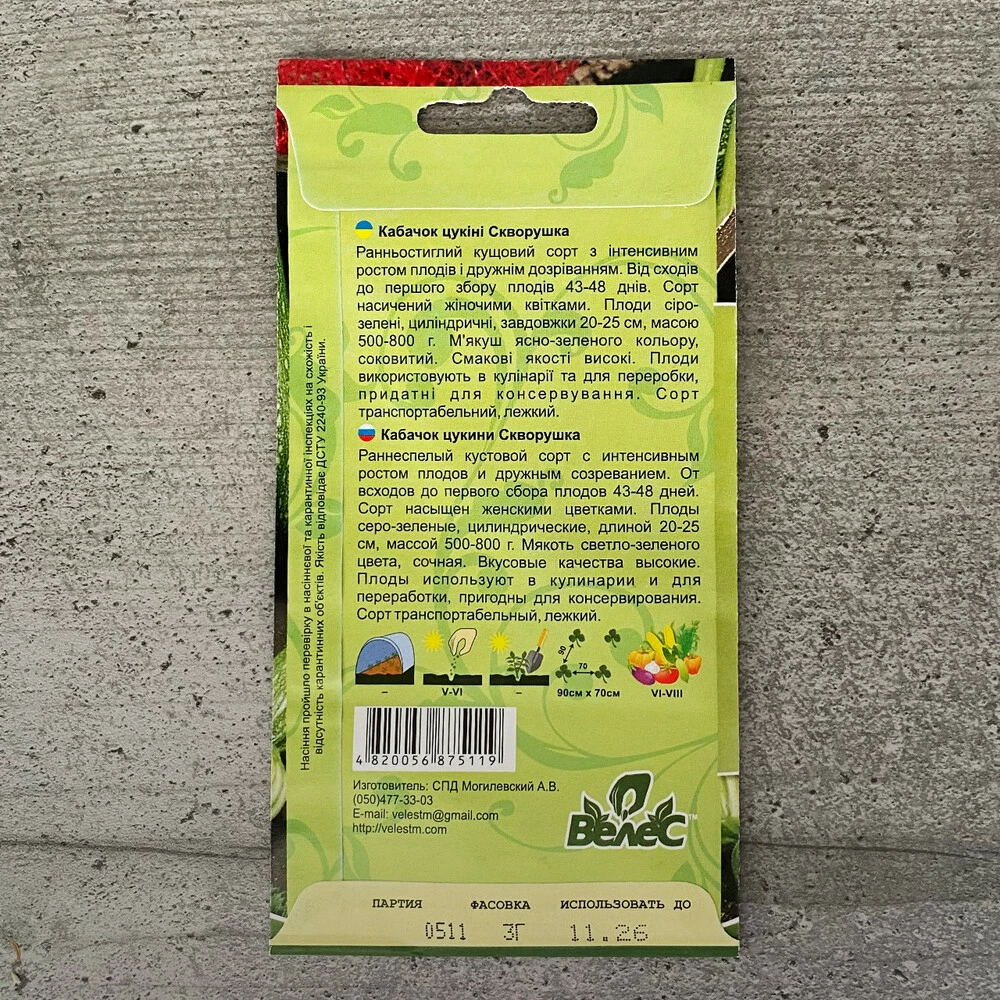 Кабачок цукіні Скворушка
Ранньостиглий кущовий сорт з інтенсивним
ростом плодів і дружнім дозріванням. Від сходів
до першого збору плодів 43-48 днів. Сорт
насичений жіночими квітками. Плоди сіро-
зелені, циліндричні, завдовжки 20-25 см, масою
500-800 г. М'якуш ясно-зеленого кольору,
соковитий. Смакові якості високі. Плоди
використовують в кулінарії та для переробки,
придатні для консервування. Сорт
транспортабельний, лежкий.
Кабачок цукини Скворушка
Раннеспелый кустовой сорт с интенсивным
ростом плодов и дружным созреванием. От
всходов до первого сбора плодов 43-48 дней.
Сорт насыщен женскими цветками. Плоды
серо-зеленые, цилиндрические, длиной 20-25
см, массой 500-800 г. Мякоть светло-зеленого
цвета, сочная. Вкусовые качества высокие.
Плоды используют в кулинарии и для
переработки, пригодны для консервирования.
Сорт транспортабельный, лежкий.
Насіння пройшло перевірку в насіннєвої та карантинної інспекціях на схожість і
відсутність карантинних об'єктів. Якість відповідає ДСТУ 2240-93 України.
90
70
– V-VI – 90см x 70см VI-VIII
4 820056 875119
Изготовитель: СПД Могилевский А.В.
(050)477-33-03
E-mail: velestm@gmail.com
http://velestm.com
Велес™
ПАРТИЯ ФАСОВКА ИСПОЛЬЗОВАТЬ ДО
0511 3Г 11.26